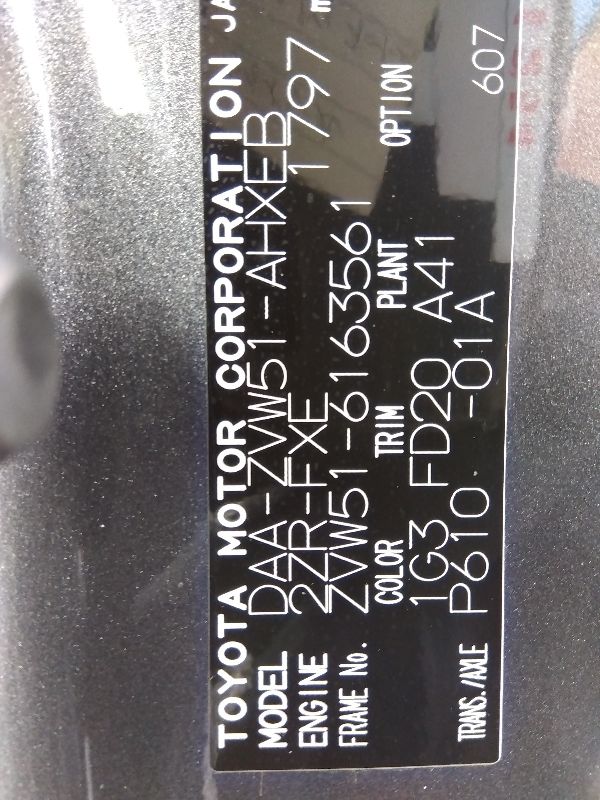 TOYOTA MOTOR CORPORATION JA
MODEL DAA-ZVW51-AHXEB
ENGINE 2ZR-FXE 1797 m
FRAME No. ZVW51-6163561
COLOR TRIM PLANT OPTION
1G3 FD20 A41
TRANS./AXLE P610 -01A 607